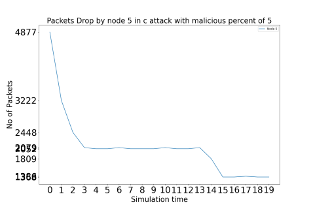 Packets Drop by node 5 in c attack with malicious percent of 5
No of Packets
4877
3222
2448
1809
0 1 2 3 4 5 6 7 8 9 10 11 12 13 14 15 16 17 18 19
Simulation time